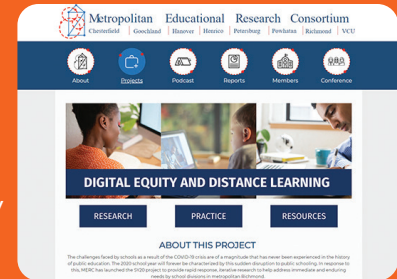 Metropolitan Educational Research Consortium
Chesterfield | Goochland | Hanover | Henrico | Petersburg | Powhatan | Richmond | VCU
About Projects Podcast Reports Members Conference
DIGITAL EQUITY AND DISTANCE LEARNING
RESEARCH PRACTICE RESOURCES
ABOUT THIS PROJECT
The challenges faced by schools as a result of the COVID-19 crisis are of a magnitude that has never been experienced in the history
of public education. The 2020 school year will forever be characterized by this sudden disruption to public schooling. In response to
this, MERC has launched the project to provide rapid response, iterative research to help address immediate and enduring
needs by school divisions in metropolitan Richmond.